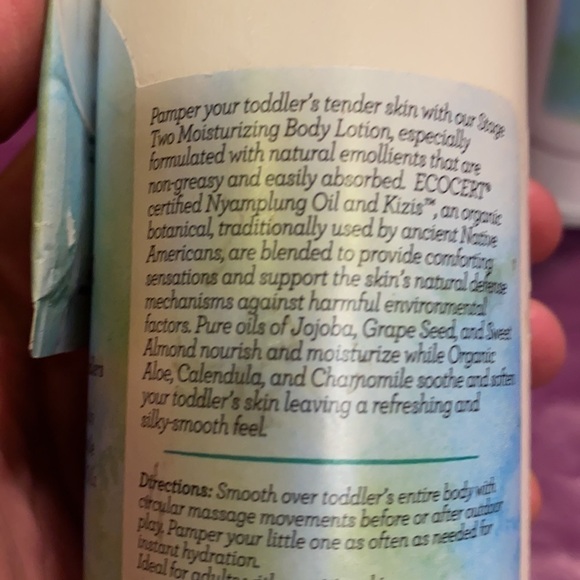 Pamper your toddler's tender skin with our Stage
Two Moisturizing Body Lotion, especially
formulated with natural emollients that are
non-greasy and easily absorbed. ECOCERT®
certified Nyamplung Oil and Kizis™, an organic
botanical, traditionally used by ancient Native
Americans, are blended to provide comforting
sensations and support the skin's natural defense
mechanisms against harmful environmental
factors. Pure oils of Jojoba, Grape Seed, and Sweet
Almond nourish and moisturize while Organic
Aloe, Calendula, and Chamomile soothe and soften
your toddler's skin leaving a refreshing and
silky-smooth feel.
Directions: Smooth over toddler's entire body with
circular massage movements before or after outdoor
play. Pamper your little one as often as needed for
instant hydration.
Ideal for adults with